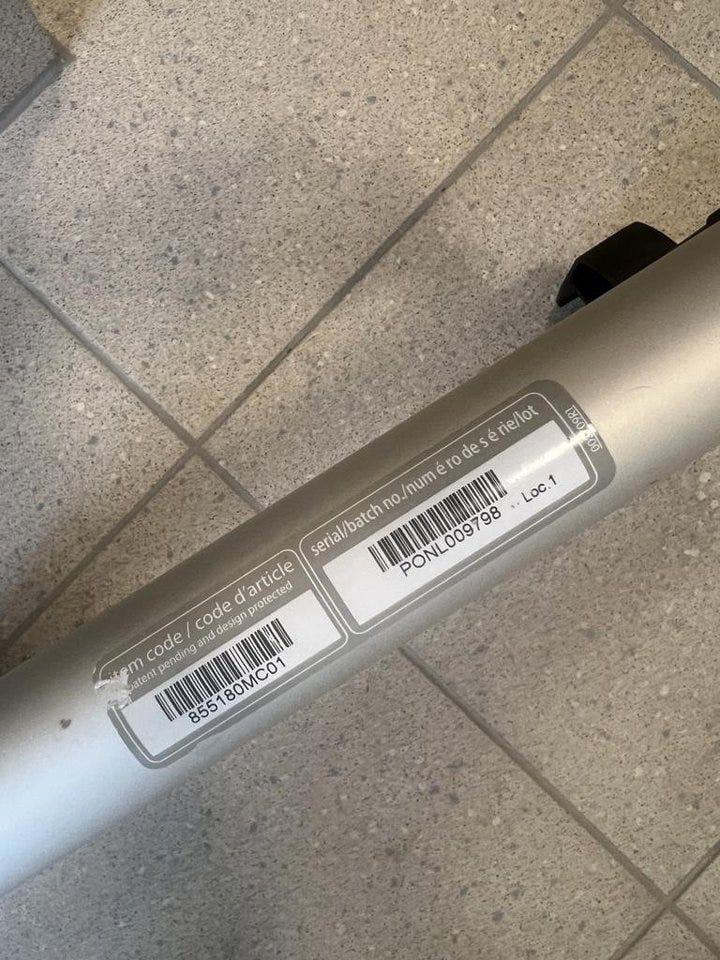 item code / code d'article
patent pending and design protected
855180MC01
serial/batch no./num é ro de s é rie/lot
PONL009798
Loc.1